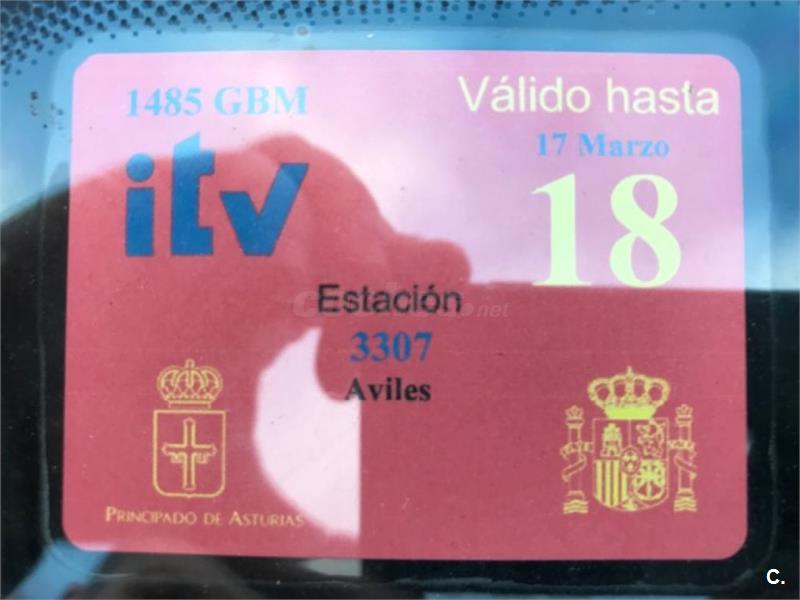 1485 GBM
Válido hasta
itv
17 Marzo
18
Estación
3307
Aviles
PRINCIPADO DE ASTURIAS
C.